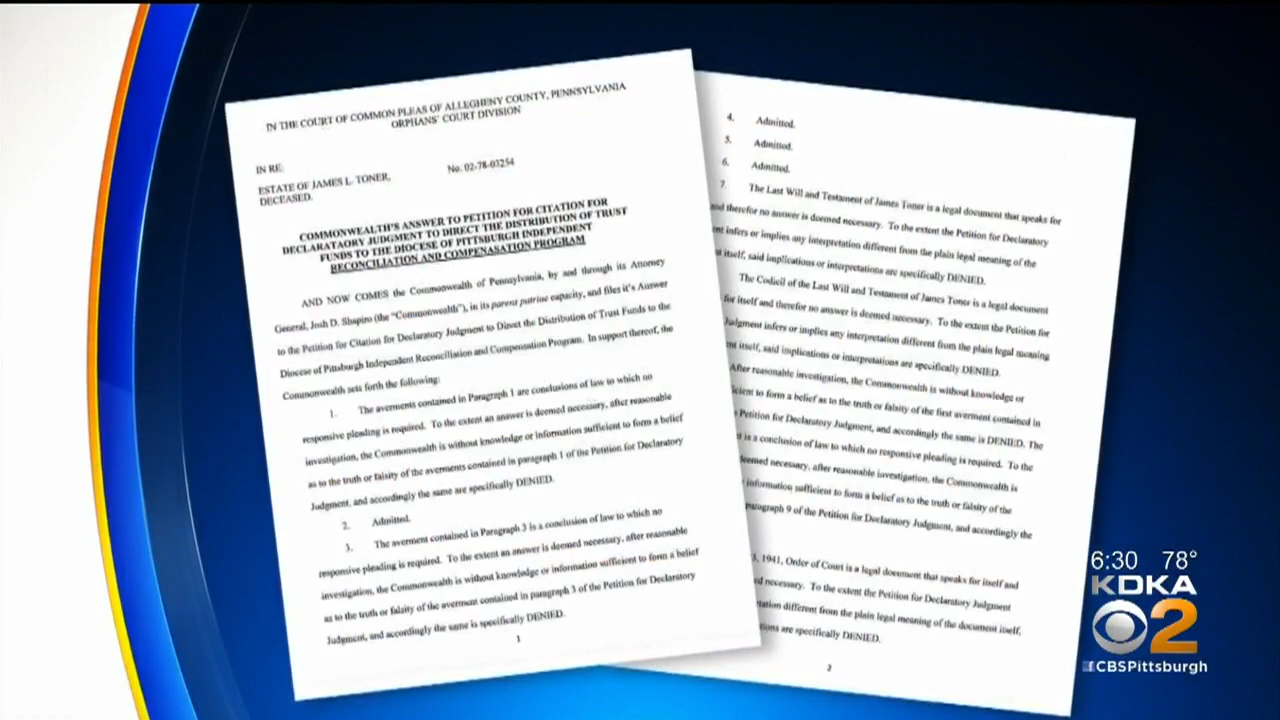 IN THE COURT OF COMMON PLEAS OF ALLEGHENY COUNTY, PENNSYLVANIA
ORPHANS' COURT DIVISION
IN RE:
ESTATE OF JAMES L. TONER,
DECEASED.
No. 02-78-03254
COMMONWEALTH'S ANSWER TO PETITION FOR CITATION FOR
DECLARATAORY JUDGMENT TO DIRECT THE DISTRIBUTION OF TRUST
FUNDS TO THE DIOCESE OF PITTSBURGH INDEPENDENT
RECONCILIATION AND COMPENASATION PROGRAM
AND NOW COMES the Commonwealth of Pennsylvania, by and through its Attorney
General, Josh D. Shapiro (the "Commonwealth"), in its parens patriae capacity, and files it's Answer
to the Petition for Citation for Declaratory Judgment to Direct the Distribution of Trust Funds to the
Diocese of Pittsburgh Independent Reconciliation and Compensation Program. In support thereof, the
Commonwealth sets forth the following:
1. The averments contained in Paragraph 1 are conclusions of law to which no
responsive pleading is required. To the extent an answer is deemed necessary, after reasonable
investigation, the Commonwealth is without knowledge or information sufficient to form a belief
as to the truth or falsity of the averments contained in paragraph 1 of the Petition for Declaratory
Judgment, and accordingly the same are specifically DENIED.
2. Admitted.
3. The averment contained in Paragraph 3 is a conclusion of law to which no
responsive pleading is required. To the extent an answer is deemed necessary, after reasonable
investigation, the Commonwealth is without knowledge or information sufficient to form a belief
as to the truth or falsity of the averment contained in paragraph 3 of the Petition for Declaratory
Judgment, and accordingly the same is specifically DENIED.
1
4. Admitted.
5. Admitted.
6. Admitted.
7. The Last Will and Testament of James Toner is a legal document that speaks for
and therefor no answer is deemed necessary. To the extent the Petition for Declaratory
nt infers or implies any interpretation different from the plain legal meaning of the
t itself, said implications or interpretations are specifically DENIED.
The Codicil of the Last Will and Testament of James Toner is a legal document
for itself and therefor no answer is deemed necessary. To the extent the Petition for
Judgment infers or implies any interpretation different from the plain legal meaning
nt itself, said implications or interpretations are specifically DENIED.
After reasonable investigation, the Commonwealth is without knowledge or
icient to form a belief as to the truth or falsity of the first averment contained in
Petition for Declaratory Judgment, and accordingly the same is DENIED. The
t is a conclusion of law to which no responsive pleading is required. To the
deemed necessary, after reasonable investigation, the Commonwealth is
information sufficient to form a belief as to the truth or falsity of the
paragraph 9 of the Petition for Declaratory Judgment, and accordingly the
3, 1941, Order of Court is a legal document that speaks for itself and
ed necessary. To the extent the Petition for Declaratory Judgment
etation different from the plain legal meaning of the document itself,
tions are specifically DENIED.
2
6:30 78°
KDKA
2
CBSPittsburgh